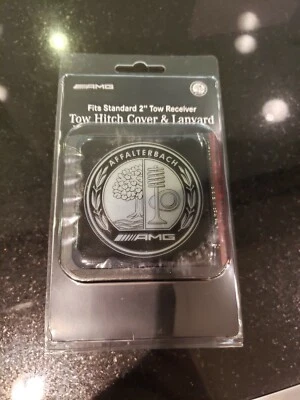 AMG
Fits Standard 2" Tow Receiver
Tow Hitch Cover & Lanyard
AFFALTERBACH
AMG